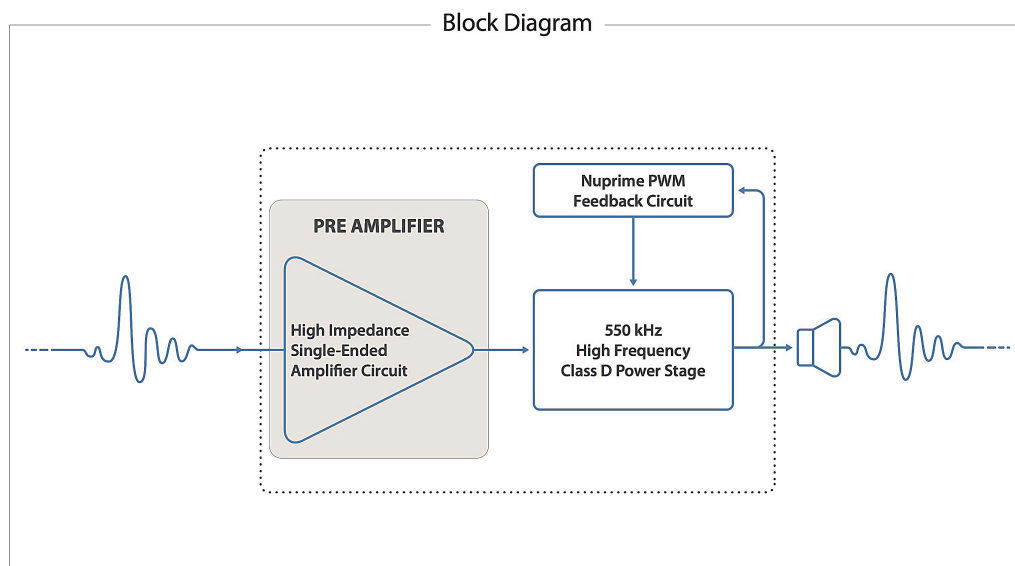 Block Diagram
PRE AMPLIFIER
High Impedance
Single-Ended
Amplifier Circuit
Nuprime PWM
Feedback Circuit
550 kHz
High Frequency
Class D Power Stage